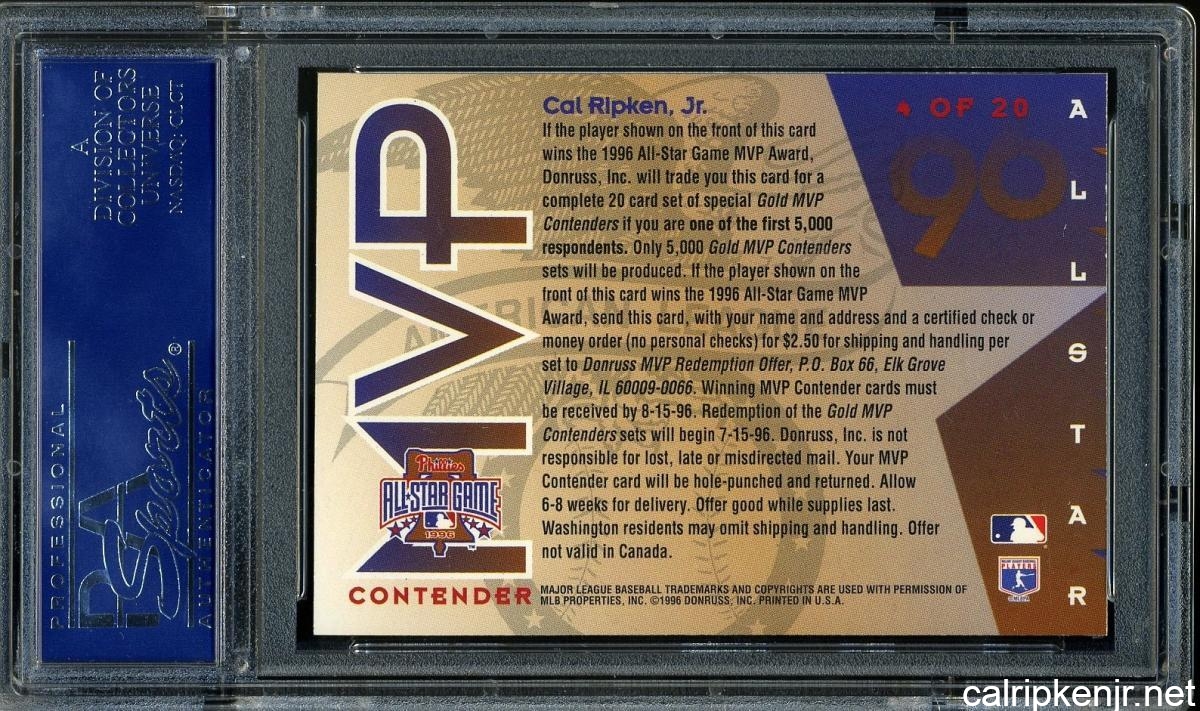 A
DIVISION OF
COLLECTORS
UNIVERSE
NASDAQ: CLCT
PROFESSIONAL
PSA
Sports®
AUTHENTICATOR
MVP
CONTENDER
Phillies
ALL-STAR GAME
1996
Cal Ripken, Jr.
If the player shown on the front of this card
wins the 1996 All-Star Game MVP Award,
Donruss, Inc. will trade you this card for a
complete 20 card set of special Gold MVP
Contenders if you are one of the first 5,000
respondents. Only 5,000 Gold MVP Contenders
sets will be produced. If the player shown on the
front of this card wins the 1996 All-Star Game MVP
Award, send this card, with your name and address and a certified check or
money order (no personal checks) for $2.50 for shipping and handling per
set to Donruss MVP Redemption Offer, P.O. Box 66, Elk Grove
Village, IL 60009-0066. Winning MVP Contender cards must
be received by 8-15-96. Redemption of the Gold MVP
Contenders sets will begin 7-15-96. Donruss, Inc. is not
responsible for lost, late or misdirected mail. Your MVP
Contender card will be hole-punched and returned. Allow
6-8 weeks for delivery. Offer good while supplies last.
Washington residents may omit shipping and handling. Offer
not valid in Canada.
MAJOR LEAGUE BASEBALL TRADEMARKS AND COPYRIGHTS ARE USED WITH PERMISSION OF
MLB PROPERTIES, INC. ©1996 DONRUSS, INC. PRINTED IN U.S.A.
AMERICAN LEAGUE
4 OF 20
96
ALL STAR
PLAYERS
calripkenjr.net